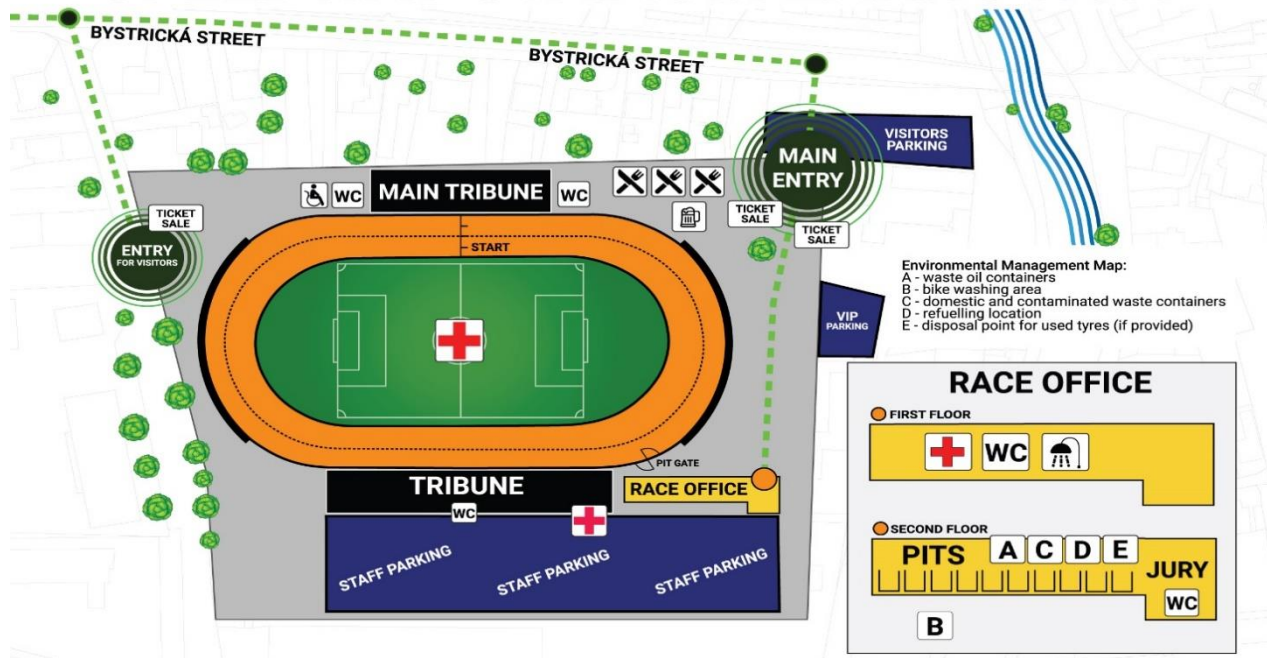 BYSTRICKÁ STREET
BYSTRICKÁ STREET
VISITORS
PARKING
MAIN
ENTRY
TICKET
SALE
TICKET
SALE
TICKET
SALE
ENTRY
FOR VISITORS
WC
MAIN TRIBUNE
WC
START
VIP
PARKING
PIT GATE
TRIBUNE
WC
RACE OFFICE
STAFF PARKING
STAFF PARKING
STAFF PARKING
Environmental Management Map:
A - waste oil containers
B - bike washing area
C - domestic and contaminated waste containers
D - refuelling location
E - disposal point for used tyres (if provided)
RACE OFFICE
FIRST FLOOR
WC
SECOND FLOOR
PITS
A C D E
JURY
WC
B